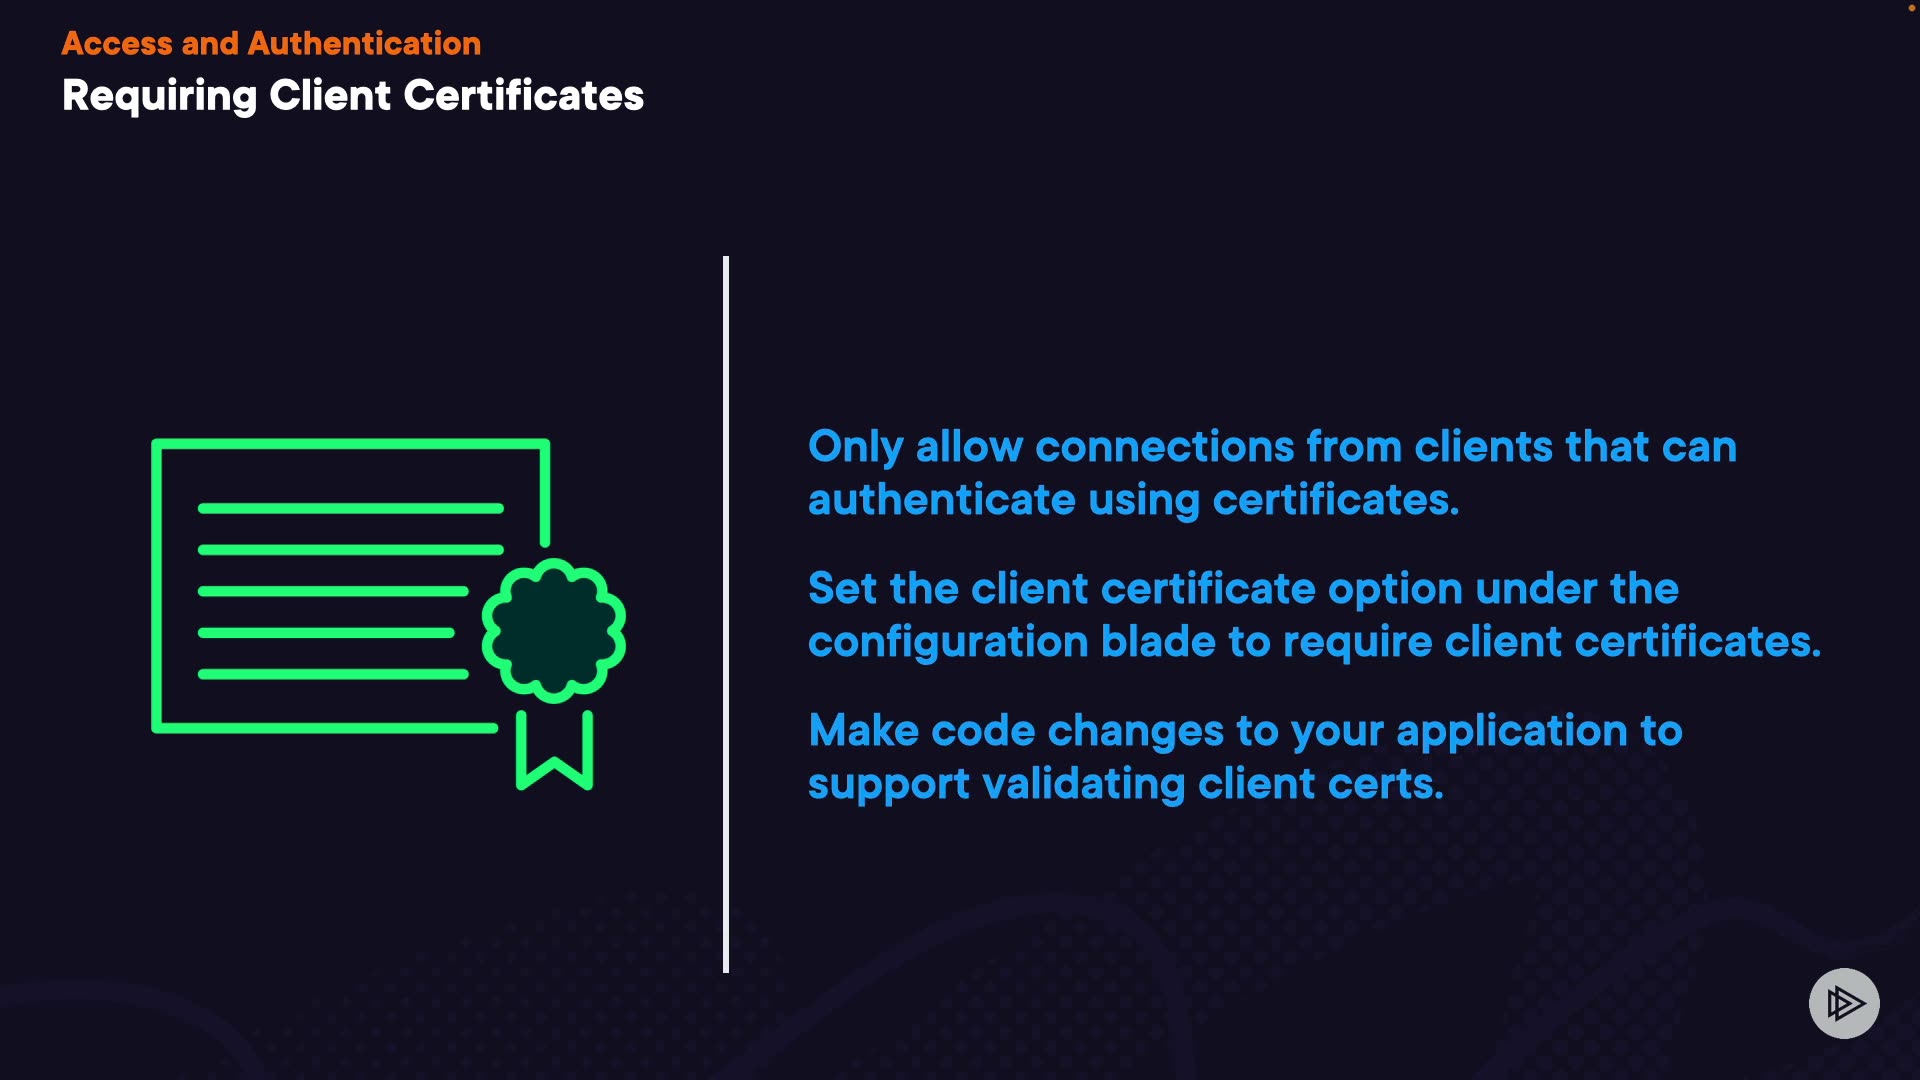 Access and Authentication
Requiring Client Certificates
Only allow connections from clients that can
authenticate using certificates.
Set the client certificate option under the
configuration blade to require client certificates.
Make code changes to your application to
support validating client certs.